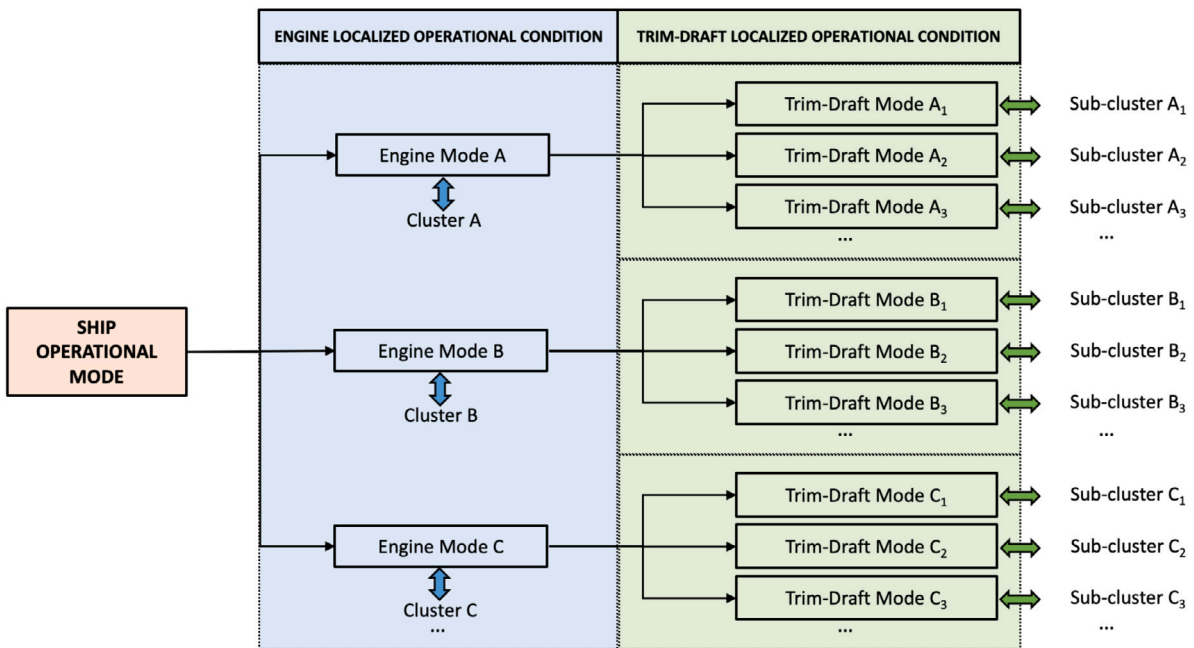 ENGINE LOCALIZED OPERATIONAL CONDITION
TRIM-DRAFT LOCALIZED OPERATIONAL CONDITION
SHIP
OPERATIONAL
MODE
Engine Mode A
Cluster A
Trim-Draft Mode A₁
Sub-cluster A₁
Trim-Draft Mode A₂
Sub-cluster A₂
Trim-Draft Mode A₃
Sub-cluster A₃
...
...
Engine Mode B
Cluster B
Trim-Draft Mode B₁
Sub-cluster B₁
Trim-Draft Mode B₂
Sub-cluster B₂
Trim-Draft Mode B₃
Sub-cluster B₃
...
...
Engine Mode C
Cluster C
...
Trim-Draft Mode C₁
Sub-cluster C₁
Trim-Draft Mode C₂
Sub-cluster C₂
Trim-Draft Mode C₃
Sub-cluster C₃
...
...